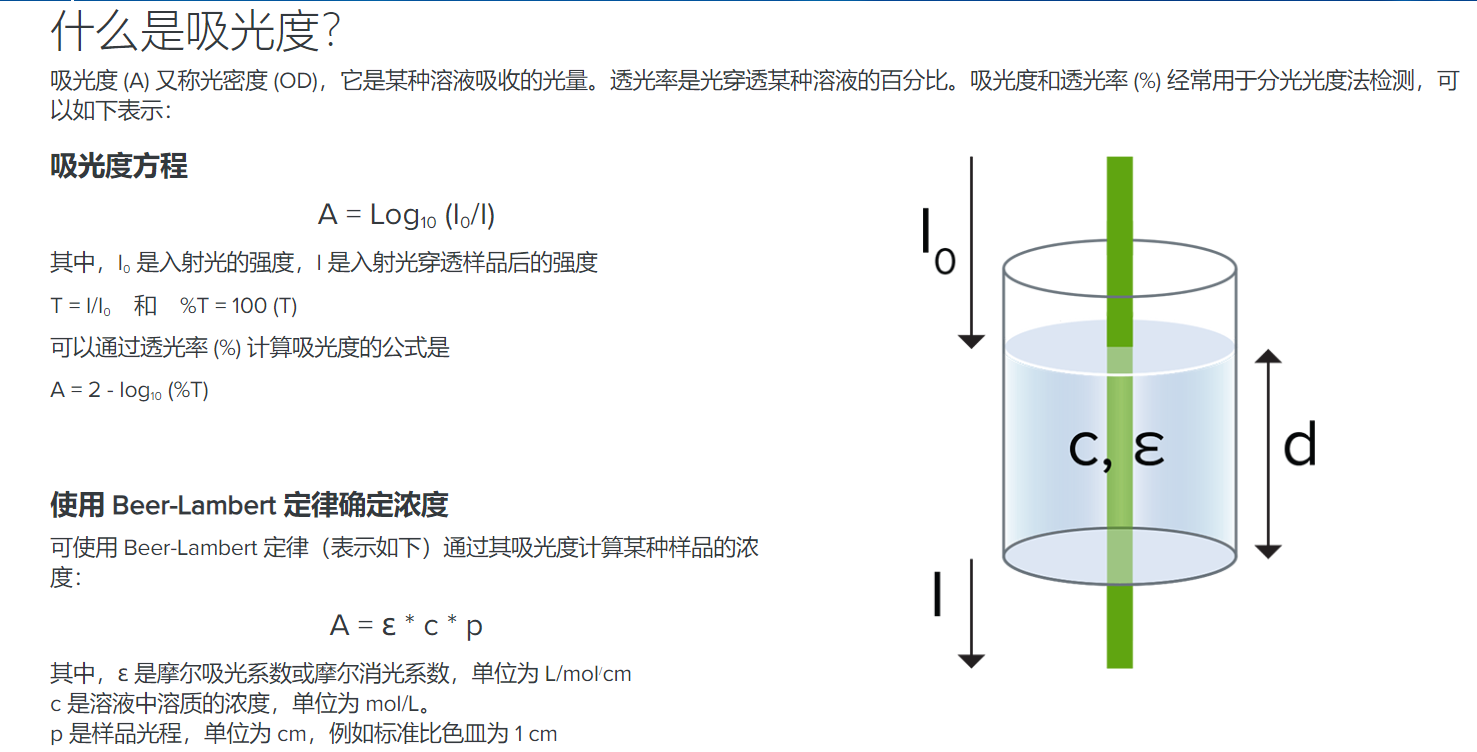 什么是吸光度?
吸光度 (A) 又称光密度 (OD)，它是某种溶液吸收的光量。透光率是光穿透某种溶液的百分比。吸光度和透光率 (%) 经常用于分光光度法检测，可
以如下表示：
吸光度方程
A = Log₁₀ (I₀/I)
其中，I₀ 是入射光的强度，I 是入射光穿透样品后的强度
T = I/I₀ 和 %T = 100 (T)
可以通过透光率 (%) 计算吸光度的公式是
A = 2 - log₁₀ (%T)
使用 Beer-Lambert 定律确定浓度
可使用 Beer-Lambert 定律（表示如下）通过其吸光度计算某种样品的浓
度：
A = ε * c * p
其中，ε 是摩尔吸光系数或摩尔消光系数，单位为 L/mol/cm
c 是溶液中溶质的浓度，单位为 mol/L。
p 是样品光程，单位为 cm，例如标准比色皿为 1 cm
I₀
c, ε
d
I